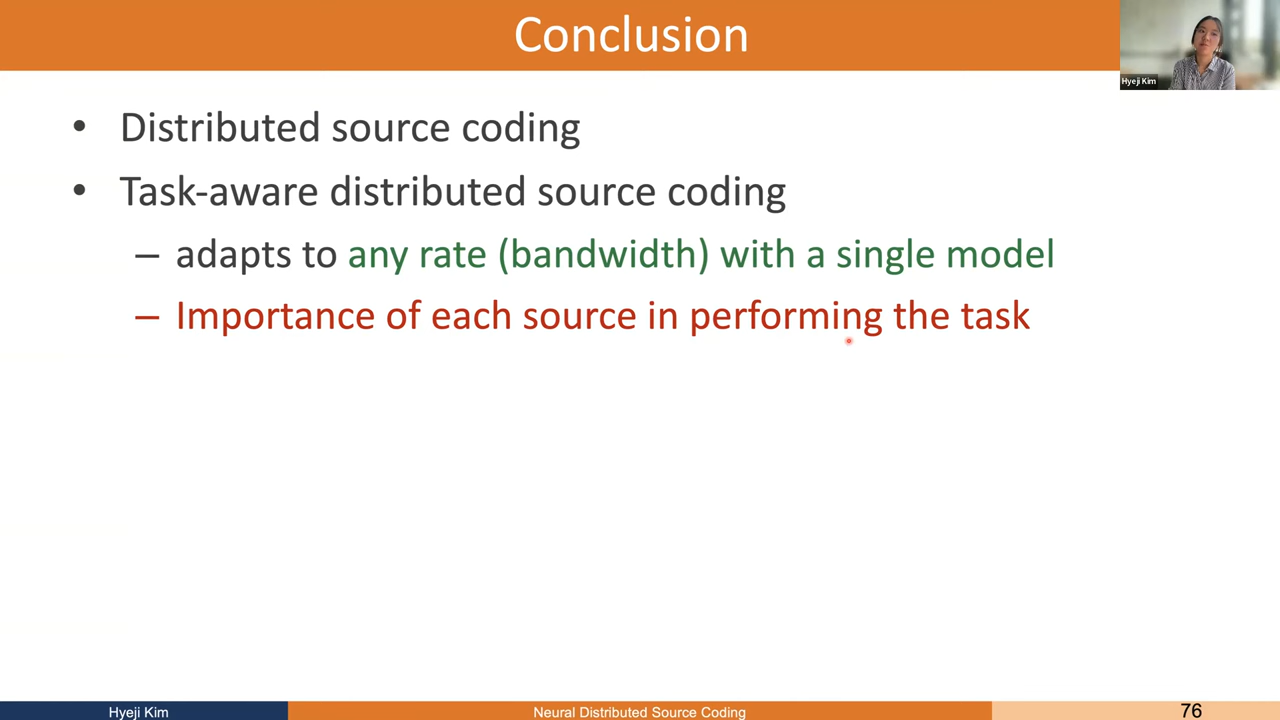 Conclusion
Hyeji Kim
• Distributed source coding
• Task-aware distributed source coding
– adapts to any rate (bandwidth) with a single model
– Importance of each source in performing the task
Hyeji Kim
Neural Distributed Source Coding
76